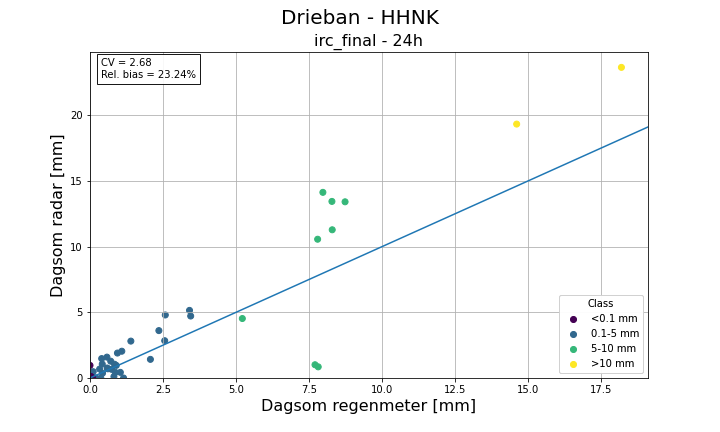 Drieban - HHNK
irc_final - 24h
CV = 2.68
Rel. bias = 23.24%
Dagsom radar [mm]
20
15
10
5
0
0.0 2.5 5.0 7.5 10.0 12.5 15.0 17.5
Dagsom regenmeter [mm]
Class
<0.1 mm
0.1-5 mm
5-10 mm
>10 mm